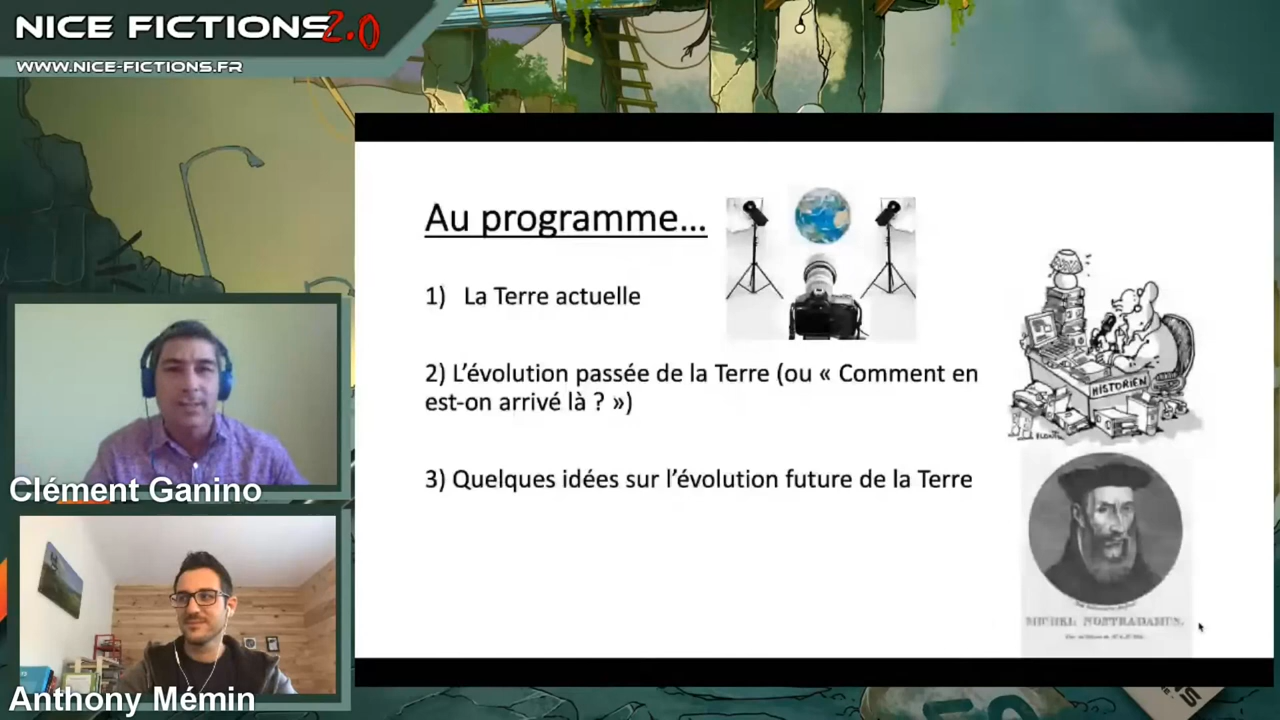 NICE FICTIONS 2.0
WWW.NICE-FICTIONS.FR
Au programme...
1) La Terre actuelle
2) L'évolution passée de la Terre (ou « Comment en
est-on arrivé là ? »)
HISTORIEN
3) Quelques idées sur l'évolution future de la Terre
MICHEL NOSTRADAMUS.
Clément Ganino
Anthony Mémin